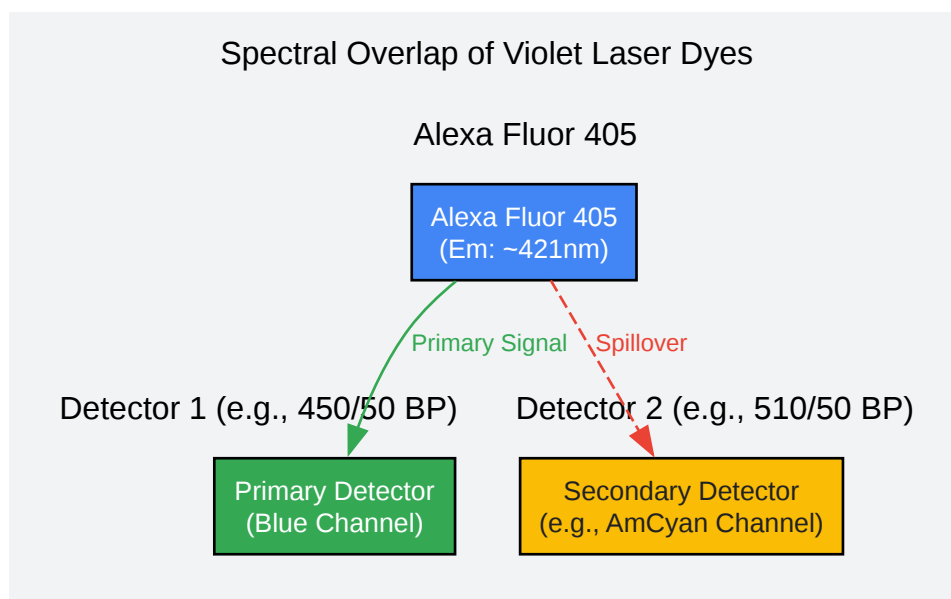 Spectral Overlap of Violet Laser Dyes
Alexa Fluor 405
Alexa Fluor 405
(Em: ~421nm)
Primary Signal
Spillover
Detector 1 (e.g., 450/50 BP)
Detector 2 (e.g., 510/50 BP)
Primary Detector
(Blue Channel)
Secondary Detector
(e.g., AmCyan Channel)